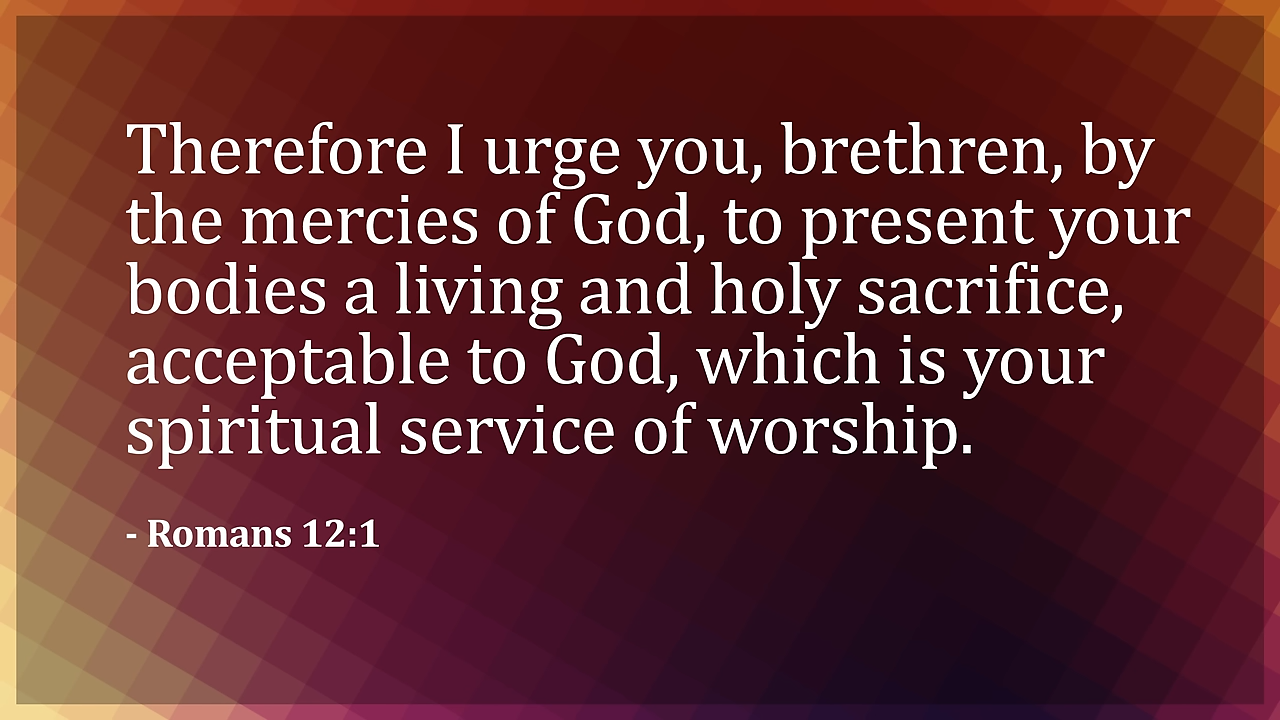 Therefore I urge you, brethren, by
the mercies of God, to present your
bodies a living and holy sacrifice,
acceptable to God, which is your
spiritual service of worship.
- Romans 12:1